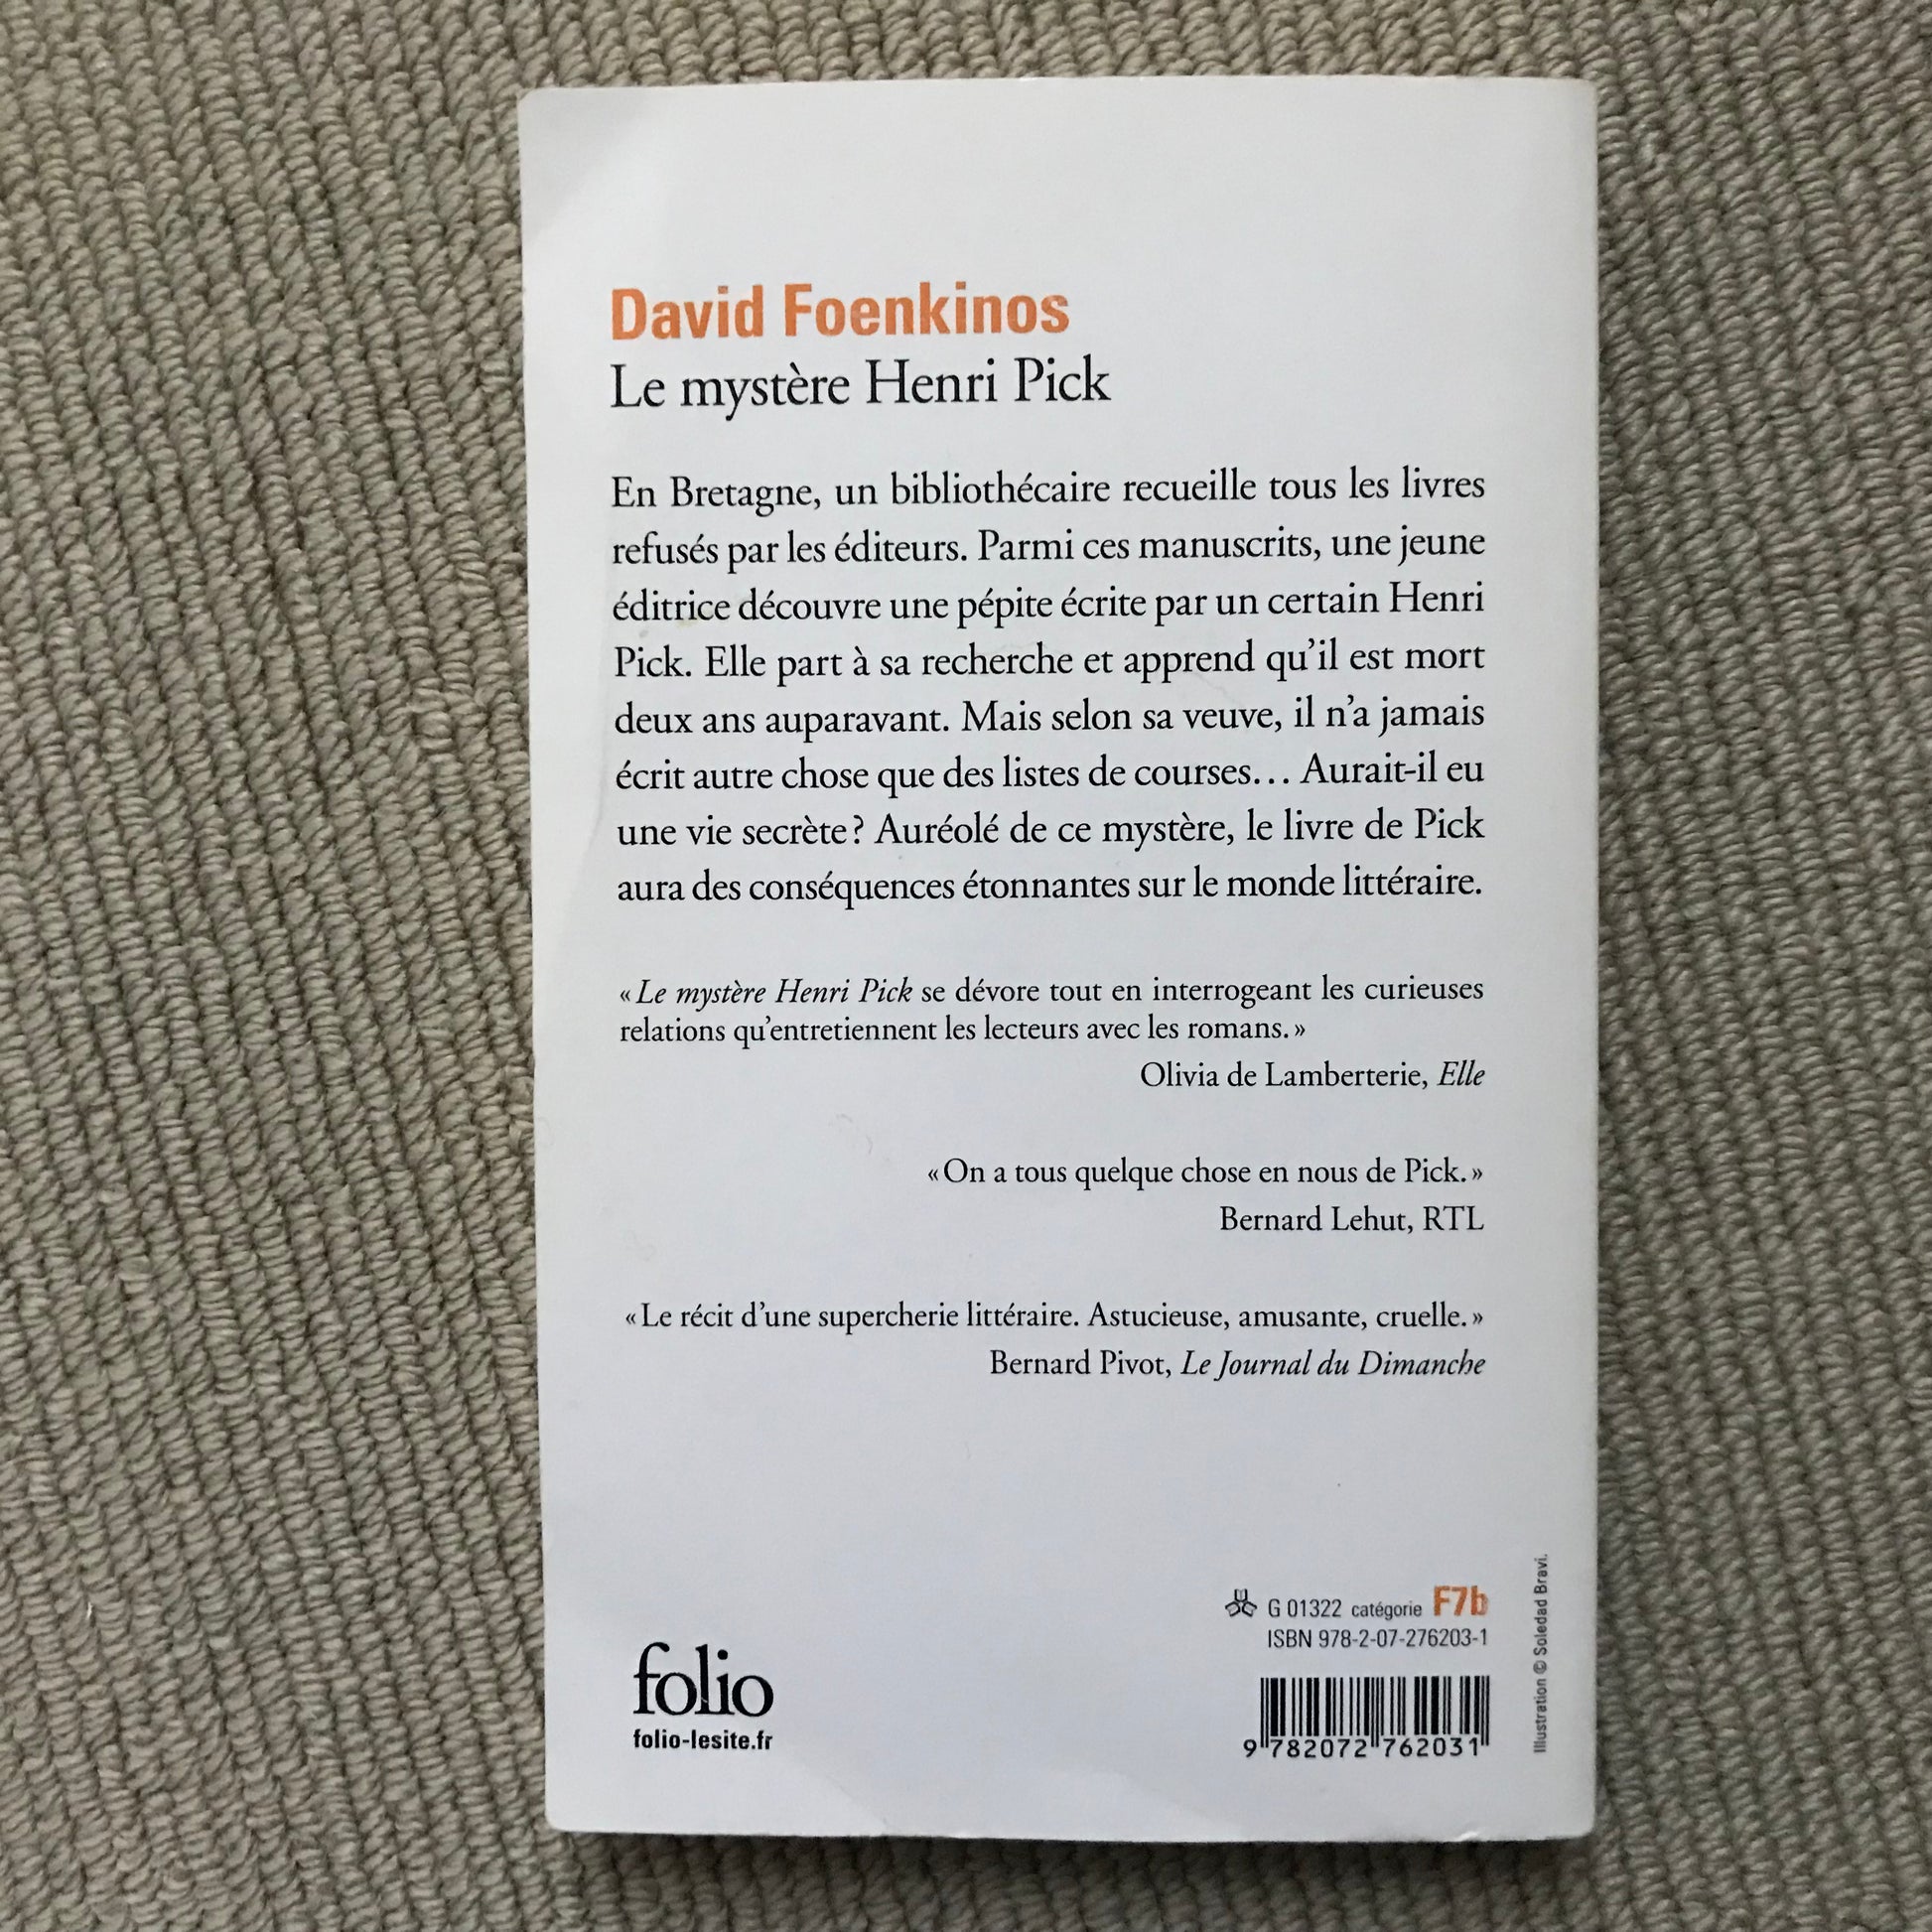 David Foenkinos
Le mystère Henri Pick
En Bretagne, un bibliothécaire recueille tous les livres
refusés par les éditeurs. Parmi ces manuscrits, une jeune
éditrice découvre une pépite écrite par un certain Henri
Pick. Elle part à sa recherche et apprend qu’il est mort
deux ans auparavant. Mais selon sa veuve, il n’a jamais
écrit autre chose que des listes de courses… Aurait-il eu
une vie secrète ? Auréolé de ce mystère, le livre de Pick
aura des conséquences étonnantes sur le monde littéraire.
« Le mystère Henri Pick se dévore tout en interrogeant les curieuses
relations qu’entretiennent les lecteurs avec les romans. »
Olivia de Lamberterie, Elle
« On a tous quelque chose en nous de Pick. »
Bernard Lehut, RTL
« Le récit d’une supercherie littéraire. Astucieuse, amusante, cruelle. »
Bernard Pivot, Le Journal du Dimanche
G 01322 catégorie F7b
ISBN 978-2-07-276203-1
9 782072 762031
folio
folio-lesite.fr
Illustration © Soledad Bravi.